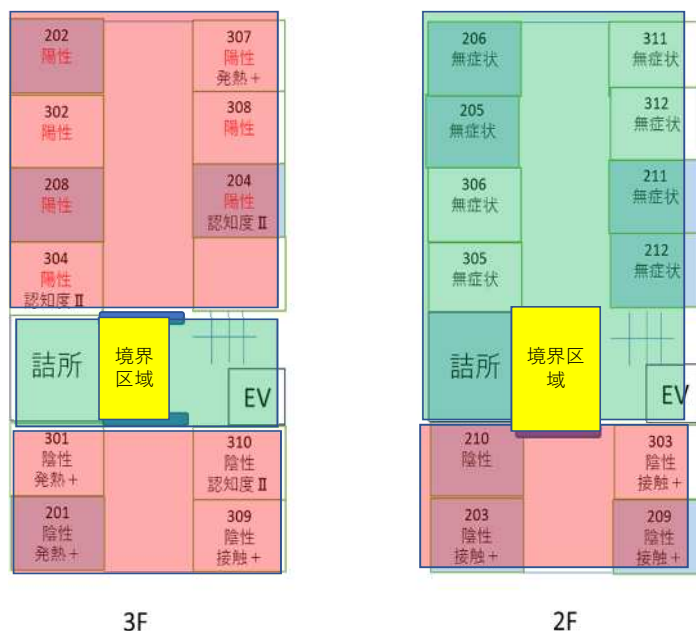 202
陽性
302
陽性
208
陽性
304
陽性
認知度Ⅱ
307
陽性
発熱+
308
陽性
204
陽性
認知度Ⅱ
詰所
境界
区域
EV
301
陰性
発熱+
201
陰性
発熱+
310
陰性
認知度Ⅱ
309
陰性
接触+
3F
206
無症状
205
無症状
306
無症状
305
無症状
311
無症状
312
無症状
211
無症状
212
無症状
詰所
境界区
域
EV
210
陰性
203
陰性
接触+
303
陰性
接触+
209
陰性
接触+
2F